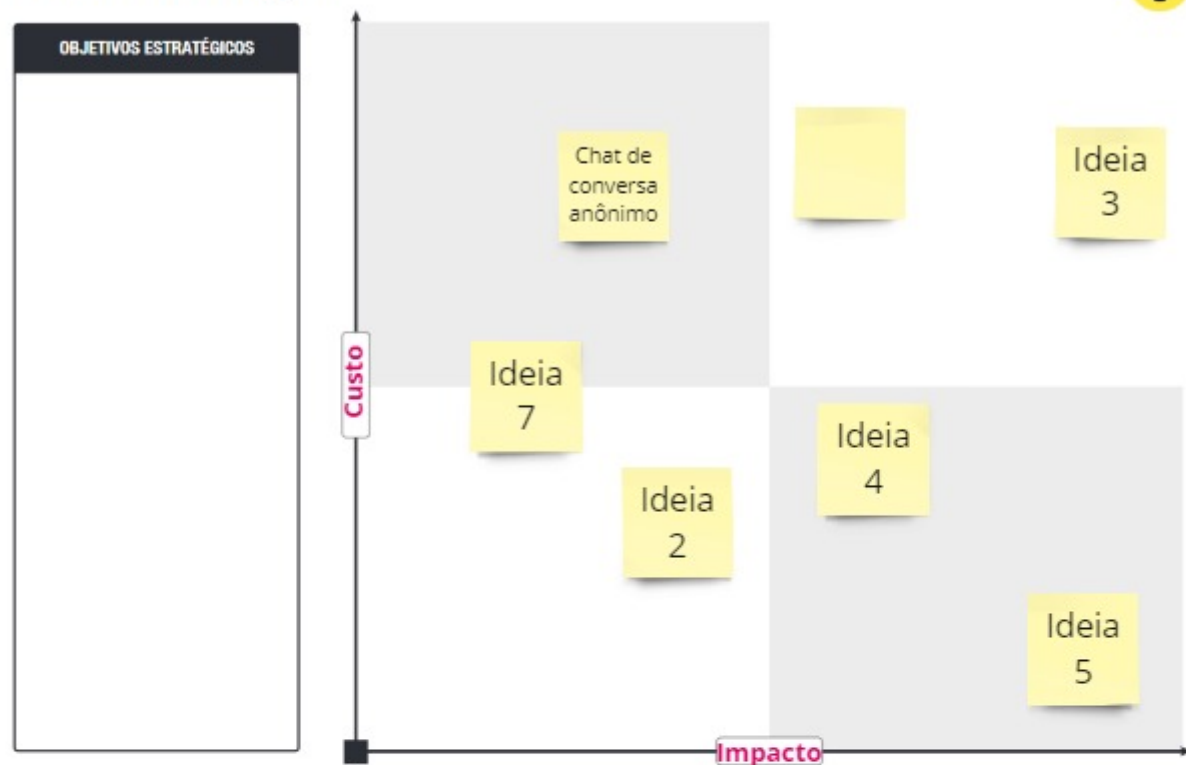 OBJETIVOS ESTRATÉGICOS
Chat de
conversa
anônimo
Ideia
3
Ideia
7
Ideia
4
Ideia
2
Ideia
5
Custo
Impacto